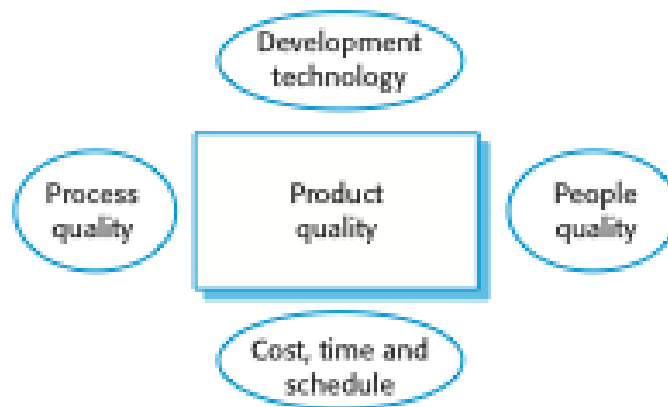 Development
technology
Process
quality
Product
quality
People
quality
Cost, time and
schedule